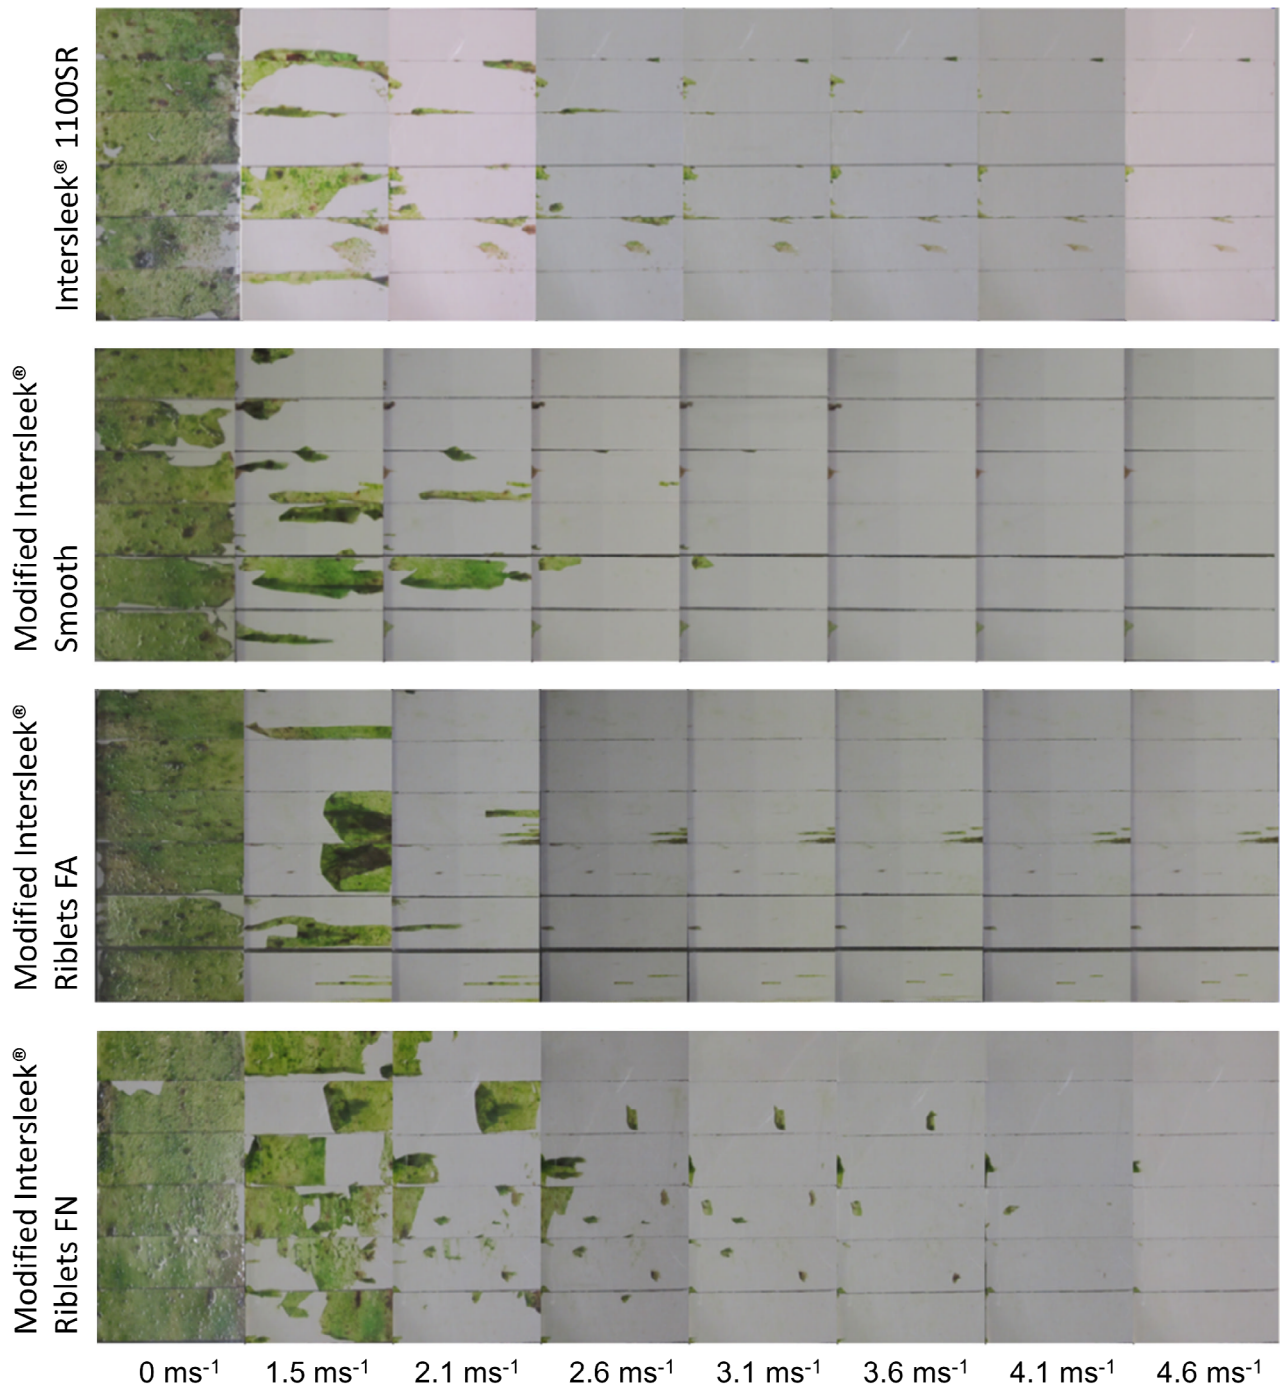 Intersleek® 1100SR
Modified Intersleek®
Smooth
Modified Intersleek®
Riblets FA
Modified Intersleek®
Riblets FN
0 ms⁻¹ 1.5 ms⁻¹ 2.1 ms⁻¹ 2.6 ms⁻¹ 3.1 ms⁻¹ 3.6 ms⁻¹ 4.1 ms⁻¹ 4.6 ms⁻¹